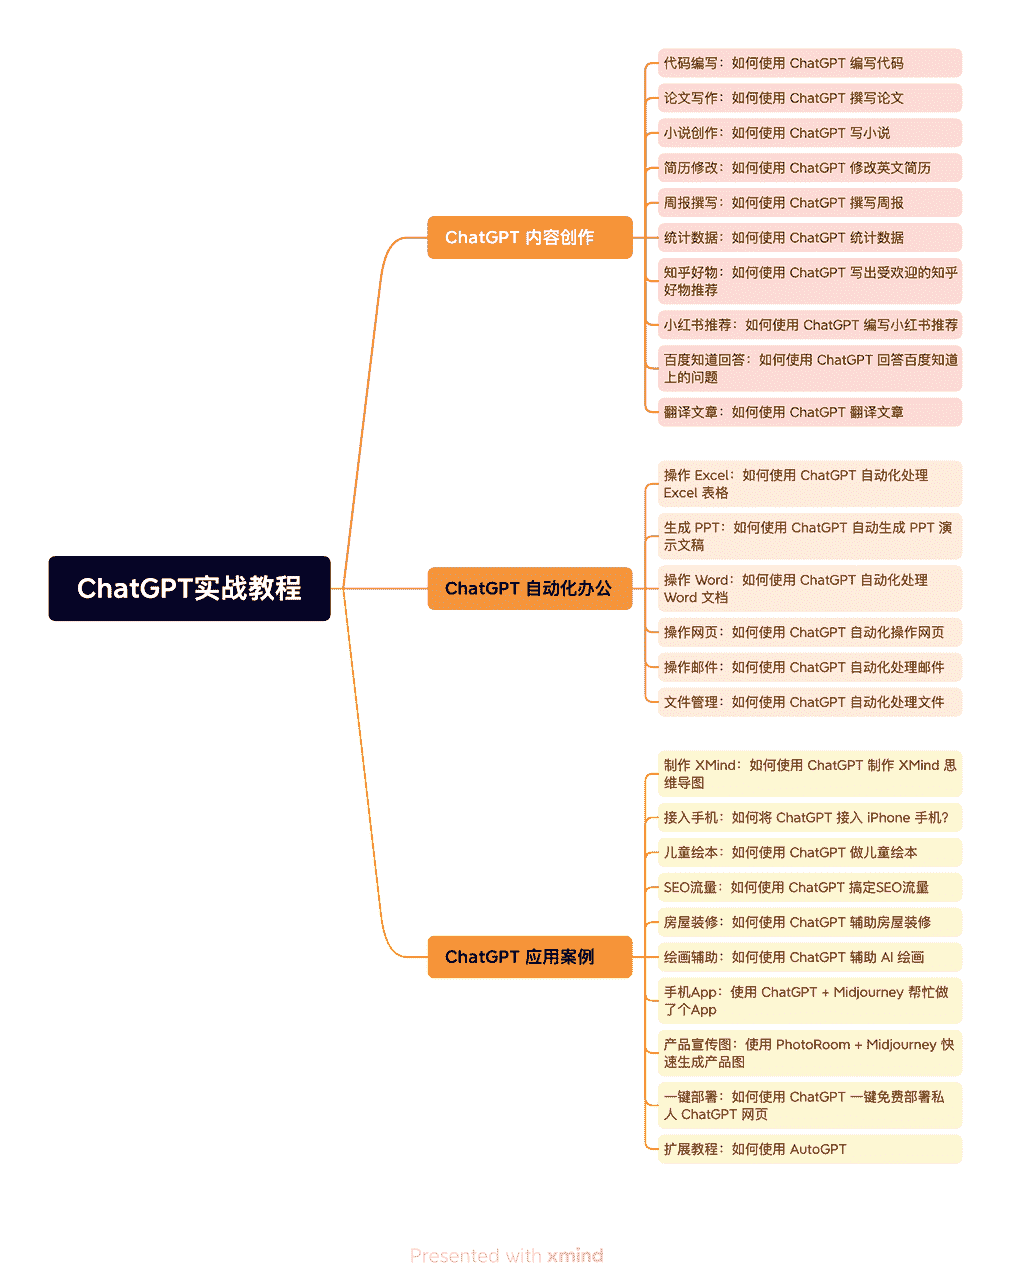 ChatGPT实战教程
ChatGPT 内容创作
代码编写：如何使用 ChatGPT 编写代码
论文写作：如何使用 ChatGPT 撰写论文
小说创作：如何使用 ChatGPT 写小说
简历修改：如何使用 ChatGPT 修改英文简历
周报撰写：如何使用 ChatGPT 撰写周报
统计数据：如何使用 ChatGPT 统计数据
知乎好物：如何使用 ChatGPT 写出受欢迎的知乎
好物推荐
小红书推荐：如何使用 ChatGPT 编写小红书推荐
百度知道回答：如何使用 ChatGPT 回答百度知道
上的问题
翻译文章：如何使用 ChatGPT 翻译文章
ChatGPT 自动化办公
操作 Excel：如何使用 ChatGPT 自动化处理
Excel 表格
生成 PPT：如何使用 ChatGPT 自动生成 PPT 演
示文稿
操作 Word：如何使用 ChatGPT 自动化处理
Word 文档
操作网页：如何使用 ChatGPT 自动化操作网页
操作邮件：如何使用 ChatGPT 自动化处理邮件
文件管理：如何使用 ChatGPT 自动化处理文件
ChatGPT 应用案例
制作 XMind：如何使用 ChatGPT 制作 XMind 思
维导图
接入手机：如何将 ChatGPT 接入 iPhone 手机？
儿童绘本：如何使用 ChatGPT 做儿童绘本
SEO流量：如何使用 ChatGPT 搞定SEO流量
房屋装修：如何使用 ChatGPT 辅助房屋装修
绘画辅助：如何使用 ChatGPT 辅助 AI 绘画
手机App：使用 ChatGPT + Midjourney 帮忙做
了个App
产品宣传图：使用 PhotoRoom + Midjourney 快
速生成产品图
一键部署：如何使用 ChatGPT 一键免费部署私
人 ChatGPT 网页
扩展教程：如何使用 AutoGPT
Presented with xmind